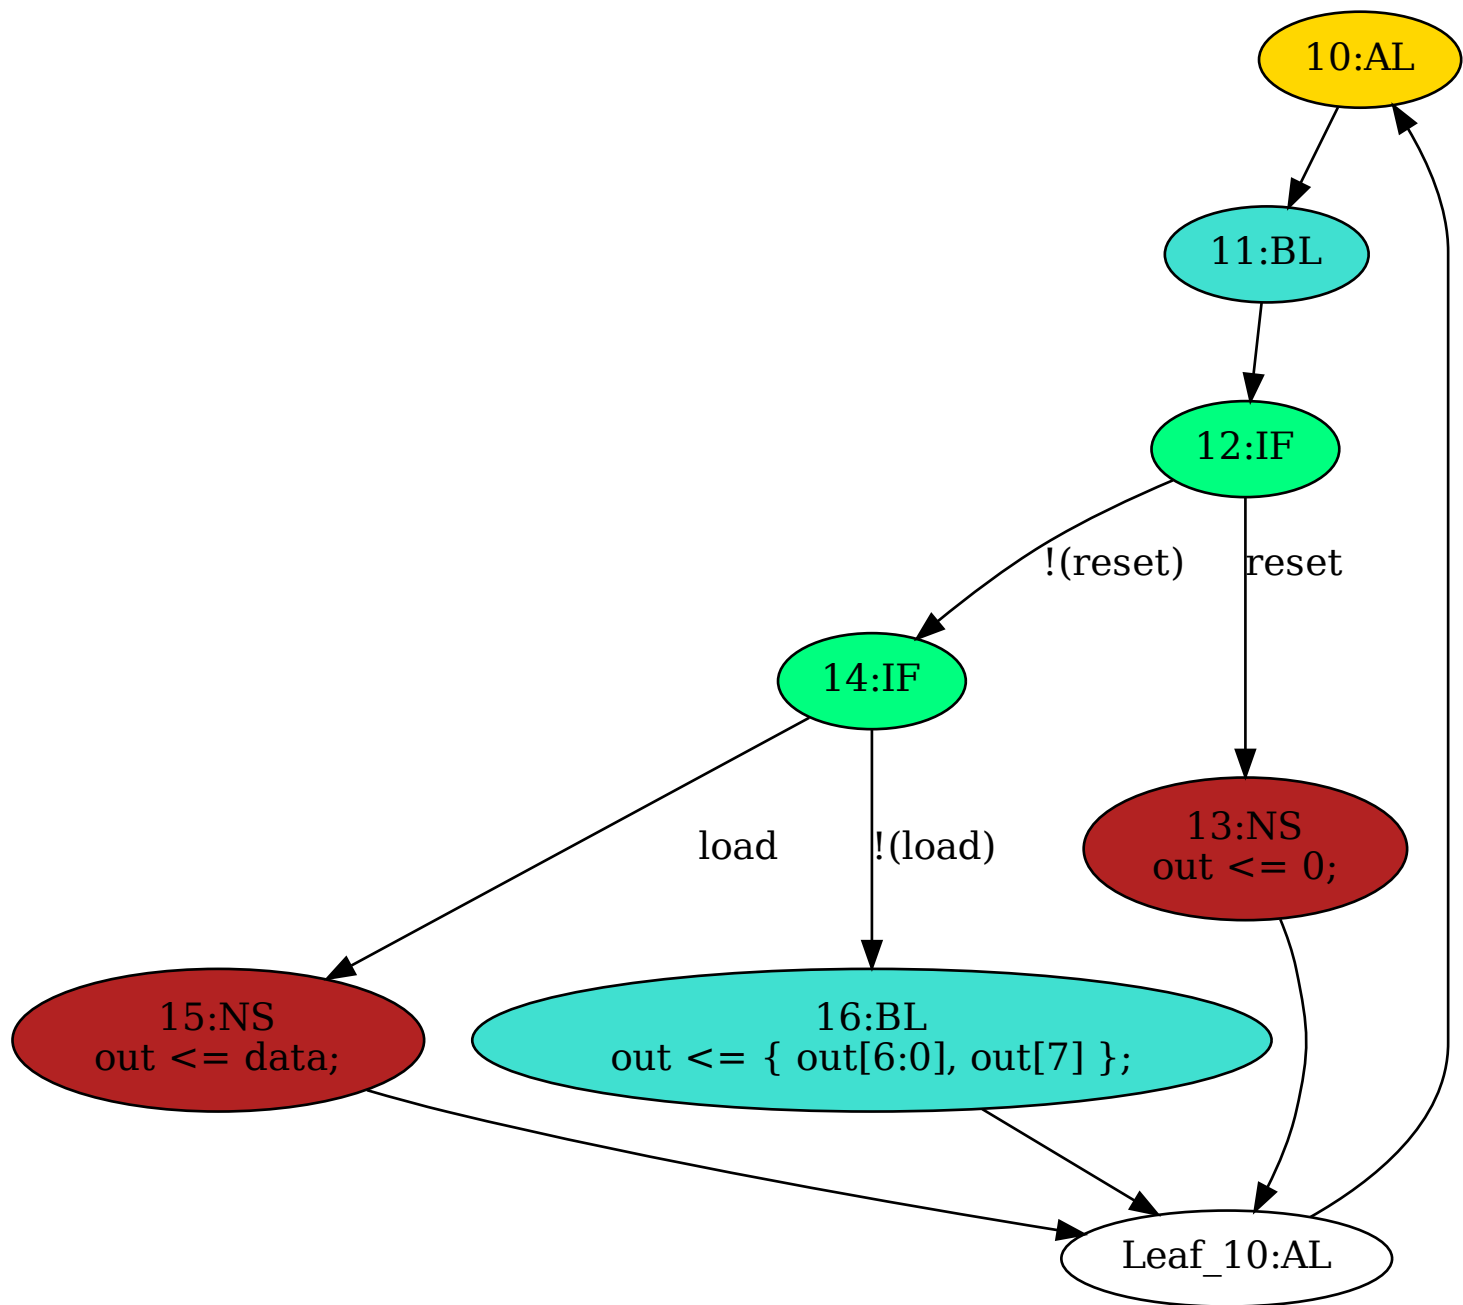 10:AL
11:BL
12:IF
!(reset)
reset
14:IF
load
!(load)
13:NS
out <= 0;
15:NS
out <= data;
16:BL
out <= { out[6:0], out[7] };
Leaf_10:AL